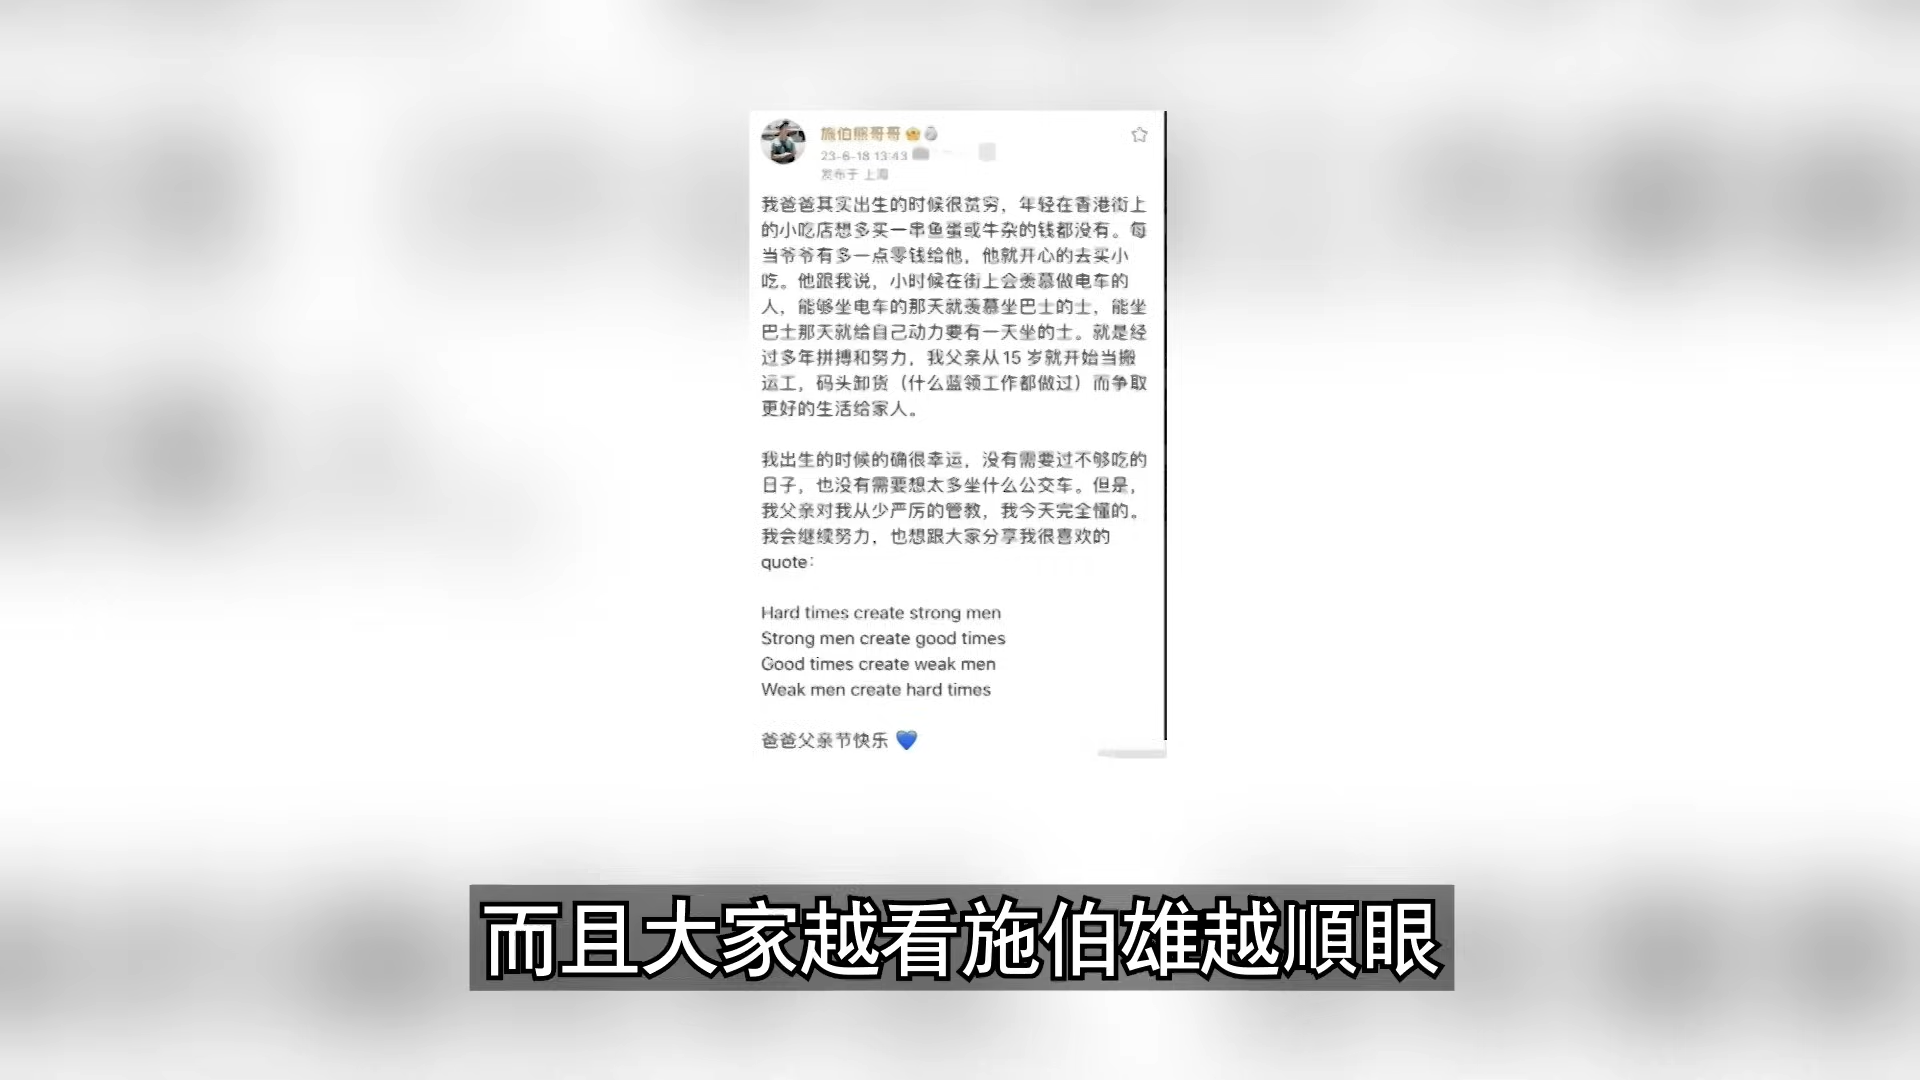 施伯熊哥哥
23-6-18 13:43
发布于 上海
我爸爸其实出生的时候很贫穷，年轻在香港街上
的小吃店想多买一串鱼蛋或牛杂的钱都没有。每
当爷爷有多一点零钱给他，他就开心的去买小
吃。他跟我说，小时候在街上会羡慕做电车的
人，能够坐电车的那天就羡慕坐巴士的士，能坐
巴士那天就给自己动力要有一天坐的士。就是经
过多年拼搏和努力，我父亲从15 岁就开始当搬
运工，码头卸货（什么蓝领工作都做过）而争取
更好的生活给家人。
我出生的时候的确很幸运，没有需要过不够吃的
日子，也没有需要想太多坐什么公交车。但是，
我父亲对我从少严厉的管教，我今天完全懂的。
我会继续努力，也想跟大家分享我很喜欢的
quote：
Hard times create strong men
Strong men create good times
Good times create weak men
Weak men create hard times
爸爸父亲节快乐 💙
而且大家越看施伯雄越順眼